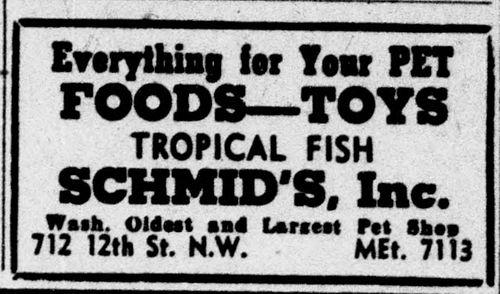 Everything for Your PET
FOODS—TOYS
TROPICAL FISH
SCHMID'S, Inc.
Wash. Oldest and Largest Pet Shop
712 12th St. N.W. MEt. 7113